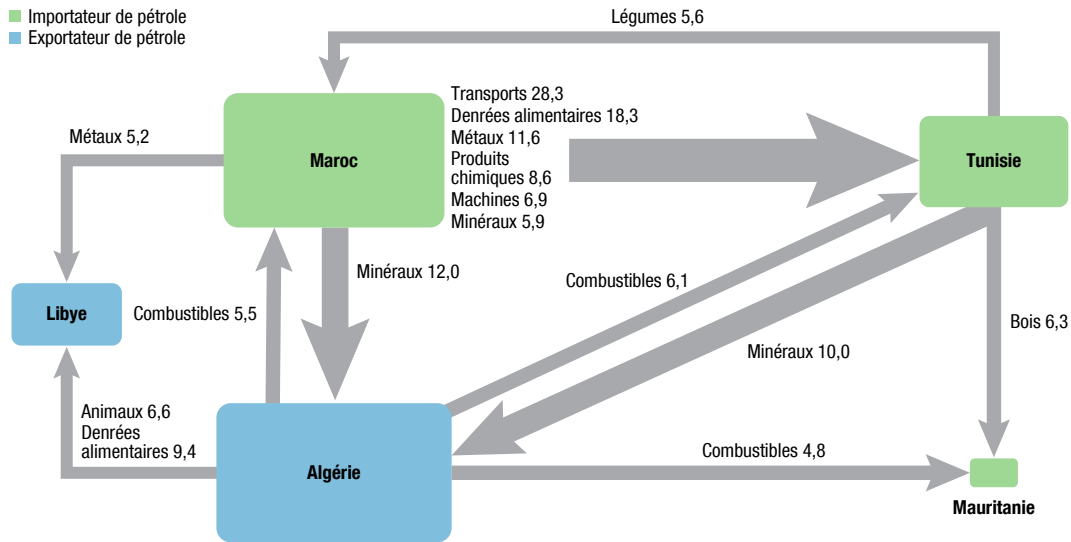 Importateur de pétrole
Exportateur de pétrole
Légumes 5,6
Métaux 5,2
Maroc
Transports 28,3
Denrées alimentaires 18,3
Métaux 11,6
Produits
chimiques 8,6
Machines 6,9
Minéraux 5,9
Tunisie
Minéraux 12,0
Combustibles 6,1
Libye
Combustibles 5,5
Bois 6,3
Minéraux 10,0
Animaux 6,6
Denrées
alimentaires 9,4
Algérie
Combustibles 4,8
Mauritanie